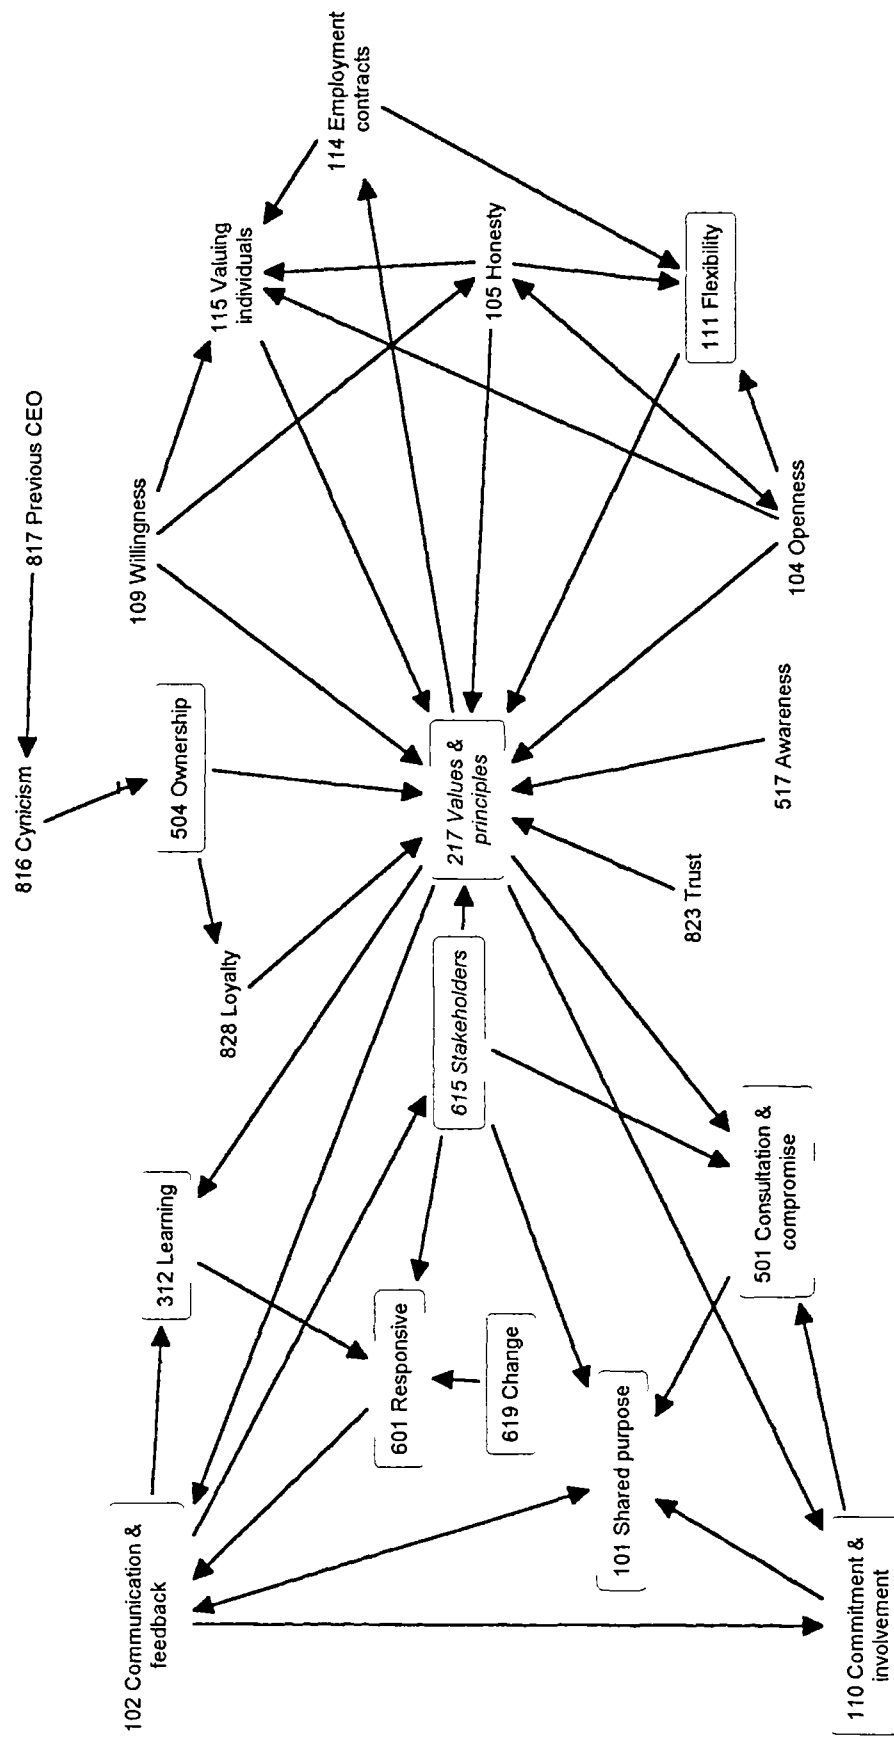 816 Cynicism
817 Previous CEO
102 Communication &
feedback
312 Learning
828 Loyalty
504 Ownership
109 Willingness
115 Valuing
individuals
114 Employment
contracts
601 Responsive
619 Change
615 Stakeholders
217 Values &
principles
105 Honesty
101 Shared purpose
823 Trust
111 Flexibility
501 Consultation &
compromise
517 Awareness
104 Openness
110 Commitment &
involvement